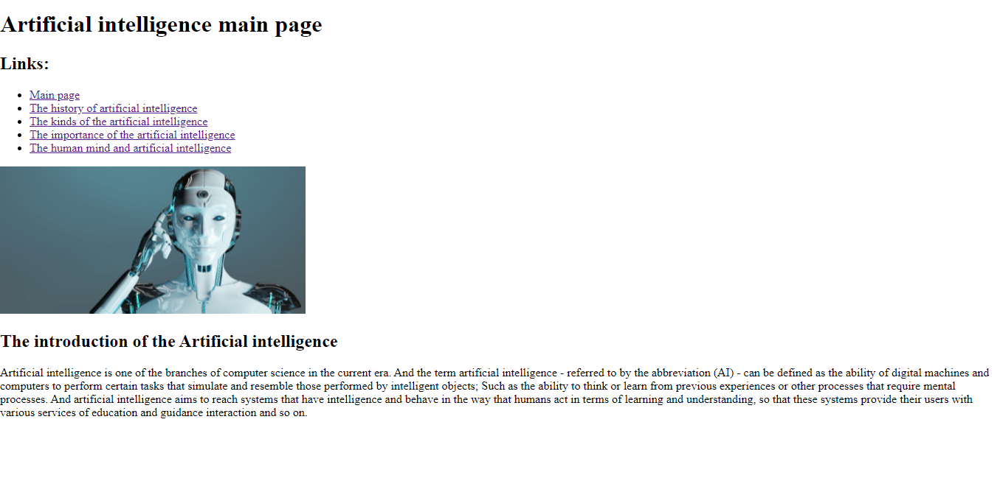 Artificial intelligence main page
Links:
Main page
The history of artificial intelligence
The kinds of the artificial intelligence
The importance of the artificial intelligence
The human mind and artificial intelligence
The introduction of the Artificial intelligence
Artificial intelligence is one of the branches of computer science in the current era. And the term artificial intelligence - referred to by the abbreviation (AI) - can be defined as the ability of digital machines and
computers to perform certain tasks that simulate and resemble those performed by intelligent objects; Such as the ability to think or learn from previous experiences or other processes that require mental
processes. And artificial intelligence aims to reach systems that have intelligence and behave in the way that humans act in terms of learning and understanding, so that these systems provide their users with
various services of education and guidance interaction and so on.